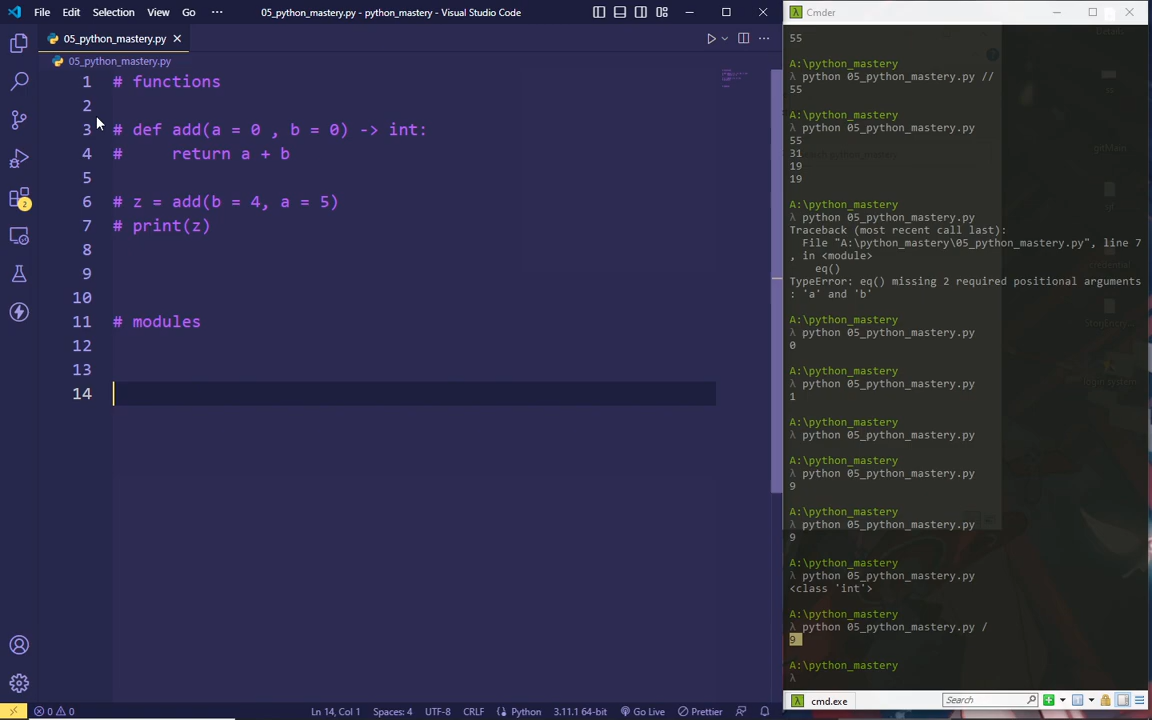 File Edit Selection View Go ··· 05_python_mastery.py - python_mastery - Visual Studio Code
05_python_mastery.py
05_python_mastery.py
1 # functions
2
3 # def add(a = 0 , b = 0) -> int:
4 #     return a + b
5
6 # z = add(b = 4, a = 5)
7 # print(z)
8
9
10
11 # modules
12
13
14
2
0 0 Ln 14, Col 1 Spaces: 4 UTF-8 CRLF Python 3.11.1 64-bit Go Live Prettier
Cmder
55
A:\python_mastery
λ python 05_python_mastery.py //
55
A:\python_mastery
λ python 05_python_mastery.py
55
31
19
19
A:\python_mastery
λ python 05_python_mastery.py
Traceback (most recent call last):
File "A:\python_mastery\05_python_mastery.py", line 7
, in <module>
eq()
TypeError: eq() missing 2 required positional arguments
: 'a' and 'b'
A:\python_mastery
λ python 05_python_mastery.py
0
A:\python_mastery
λ python 05_python_mastery.py
1
A:\python_mastery
λ python 05_python_mastery.py
A:\python_mastery
λ python 05_python_mastery.py
9
A:\python_mastery
λ python 05_python_mastery.py
9
A:\python_mastery
λ python 05_python_mastery.py
<class 'int'>
A:\python_mastery
λ python 05_python_mastery.py /
9
A:\python_mastery
λ
cmd.exe Search